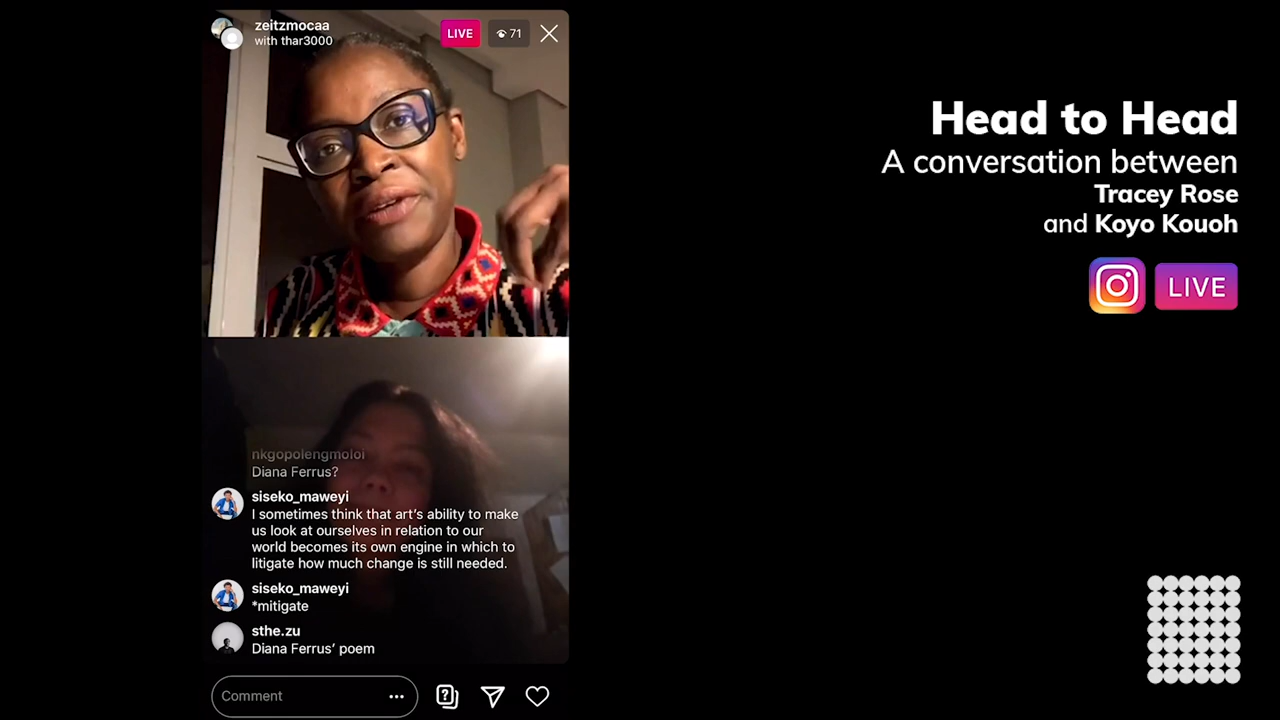 zeitzmocaa
with thar3000
LIVE
71
Head to Head
A conversation between
Tracey Rose
and Koyo Kouoh
LIVE
nkgopolengmoloi
Diana Ferrus?
siseko_maweyi
I sometimes think that art’s ability to make
us look at ourselves in relation to our
world becomes its own engine in which to
litigate how much change is still needed.
siseko_maweyi
*mitigate
sthe.zu
Diana Ferrus’ poem
Comment